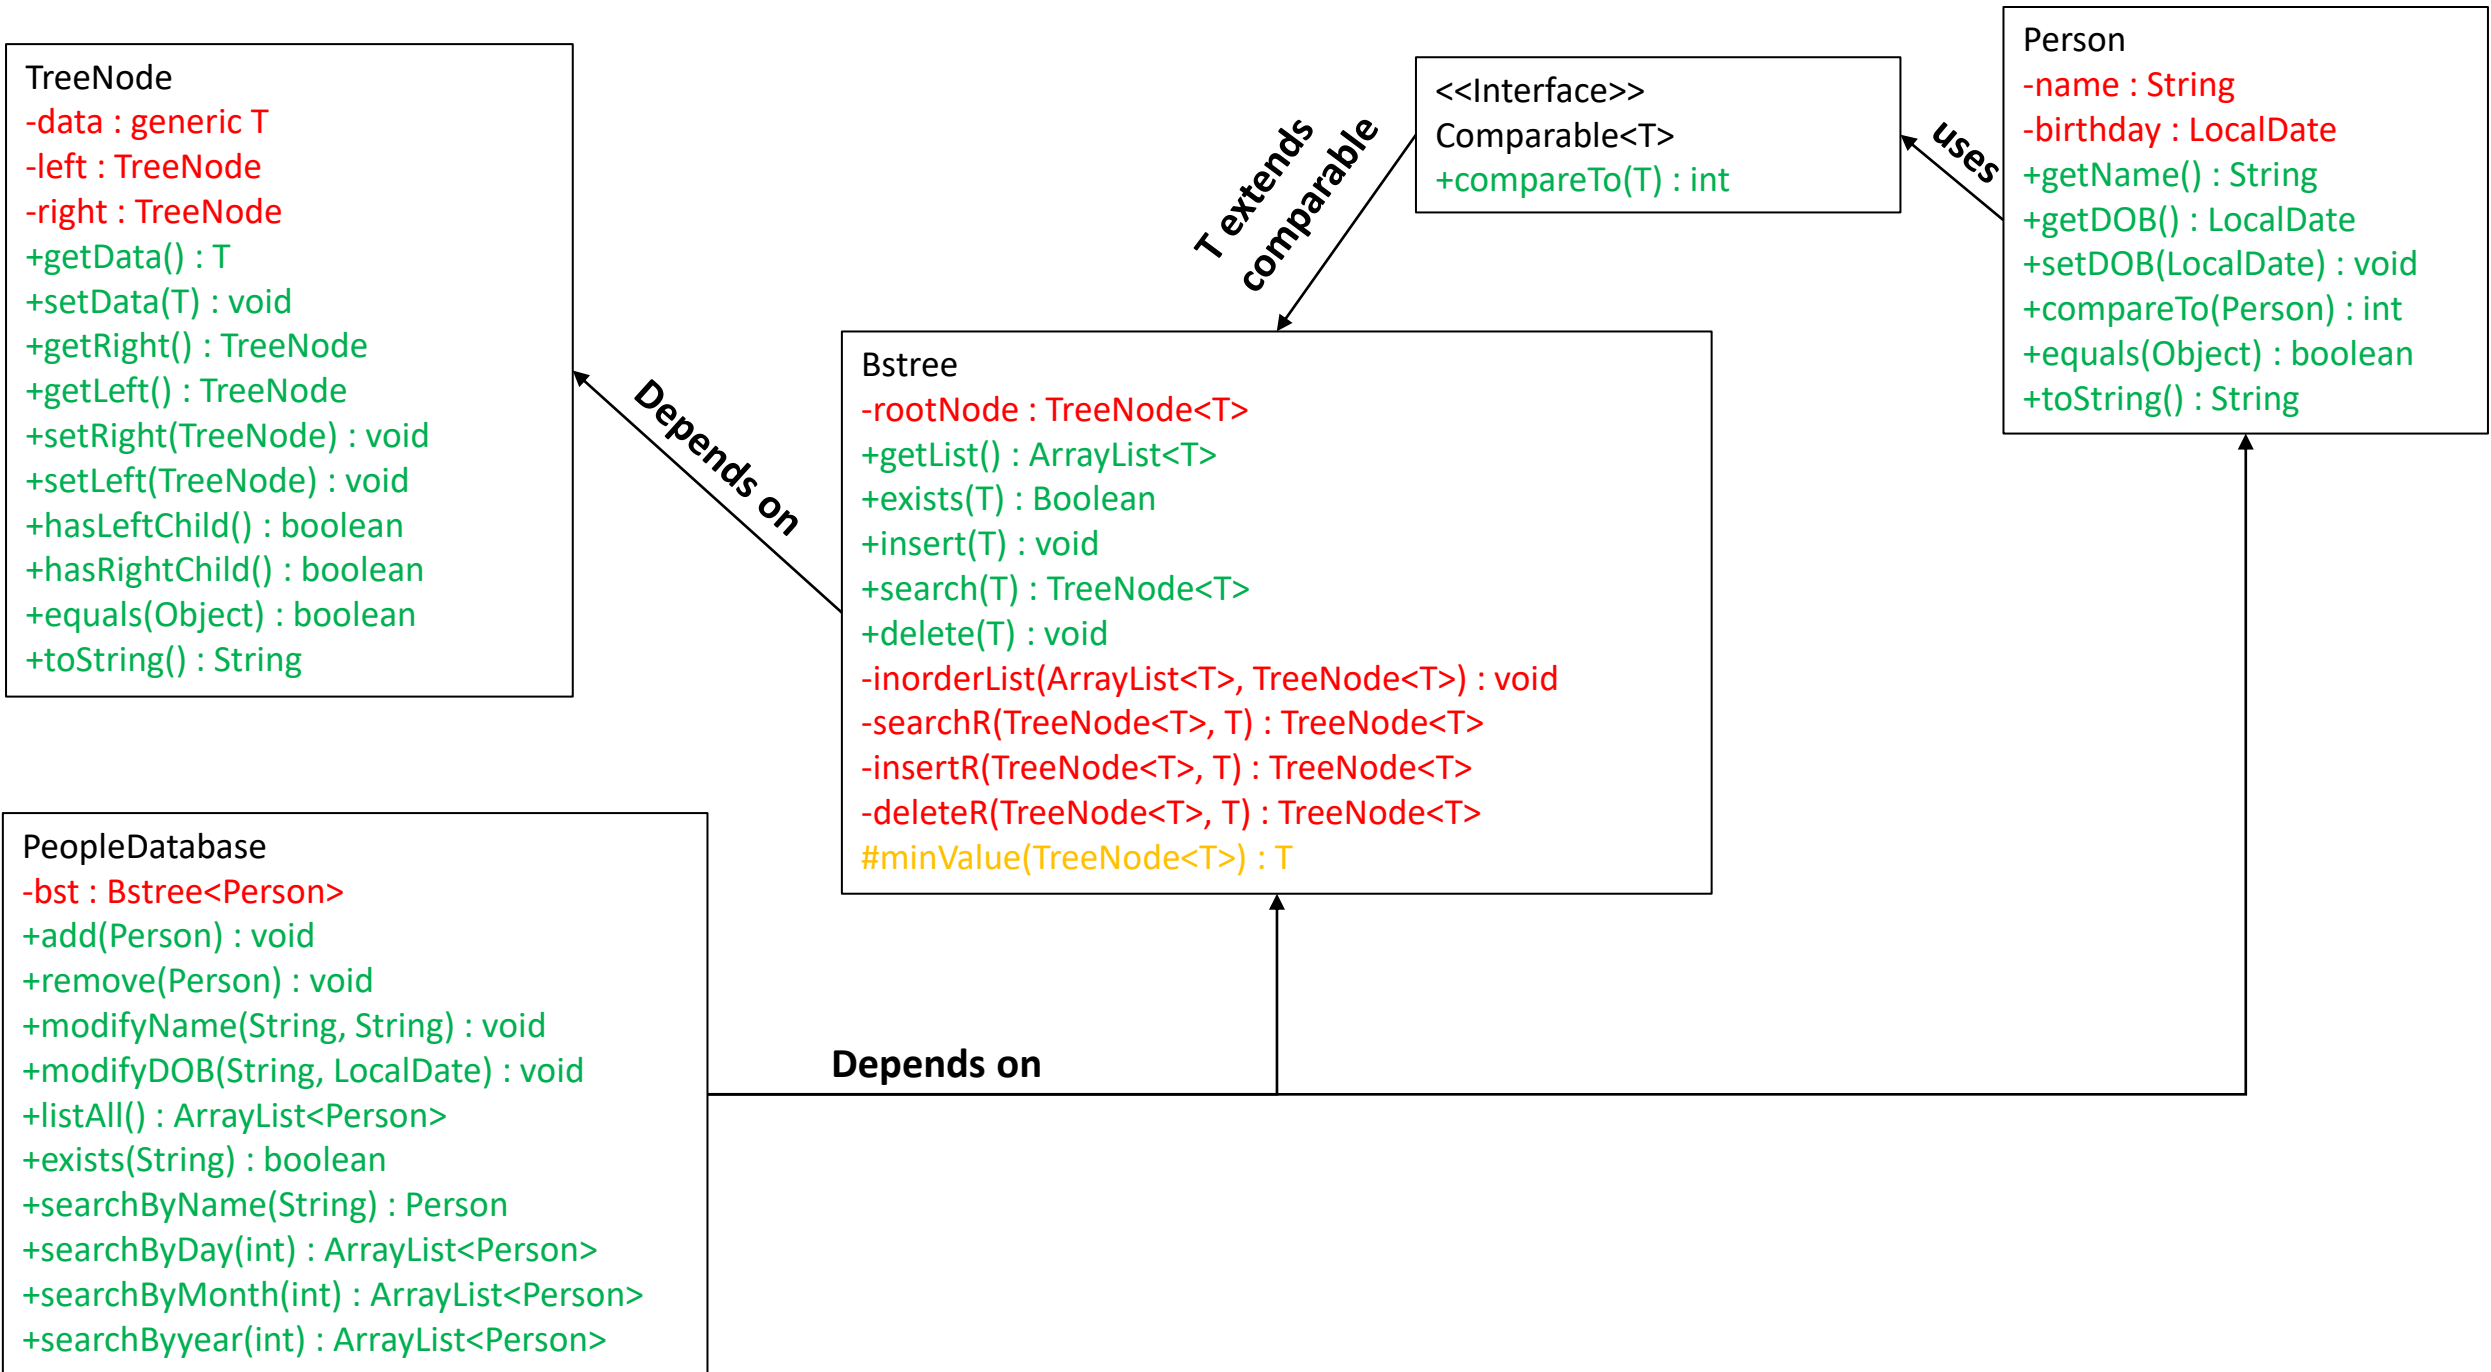 TreeNode
-data : generic T
-left : TreeNode
-right : TreeNode
+getData() : T
+setData(T) : void
+getRight() : TreeNode
+getLeft() : TreeNode
+setRight(TreeNode) : void
+setLeft(TreeNode) : void
+hasLeftChild() : boolean
+hasRightChild() : boolean
+equals(Object) : boolean
+toString() : String
Depends on
T extends
comparable
<<Interface>>
Comparable<T>
+compareTo(T) : int
uses
Person
-name : String
-birthday : LocalDate
+getName() : String
+getDOB() : LocalDate
+setDOB(LocalDate) : void
+compareTo(Person) : int
+equals(Object) : boolean
+toString() : String
Bstree
-rootNode : TreeNode<T>
+getList() : ArrayList<T>
+exists(T) : Boolean
+insert(T) : void
+search(T) : TreeNode<T>
+delete(T) : void
-inorderList(ArrayList<T>, TreeNode<T>) : void
-searchR(TreeNode<T>, T) : TreeNode<T>
-insertR(TreeNode<T>, T) : TreeNode<T>
-deleteR(TreeNode<T>, T) : TreeNode<T>
#minValue(TreeNode<T>) : T
PeopleDatabase
-bst : Bstree<Person>
+add(Person) : void
+remove(Person) : void
+modifyName(String, String) : void
+modifyDOB(String, LocalDate) : void
+listAll() : ArrayList<Person>
+exists(String) : boolean
+searchByName(String) : Person
+searchByDay(int) : ArrayList<Person>
+searchByMonth(int) : ArrayList<Person>
+searchByyear(int) : ArrayList<Person>
Depends on